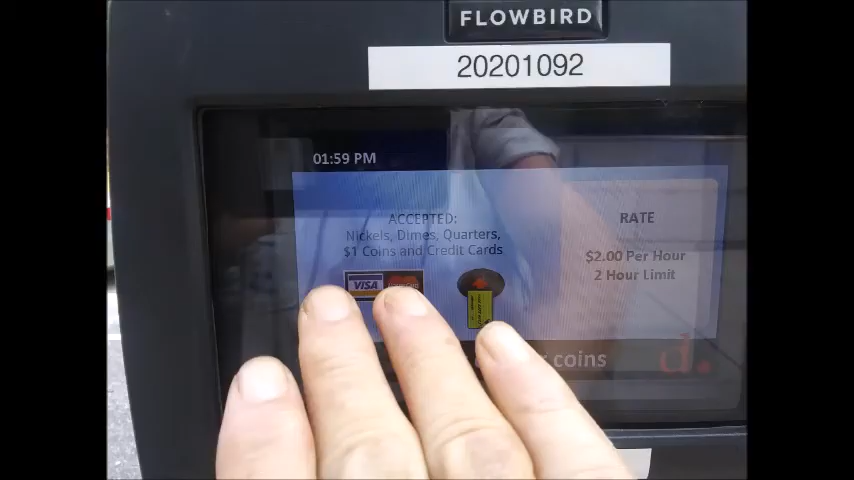 FLOWBIRD
20201092
01:59 PM
ACCEPTED:
Nickels, Dimes, Quarters,
$1 Coins and Credit Cards
VISA
RATE
$2.00 Per Hour
2 Hour Limit
coins
d.